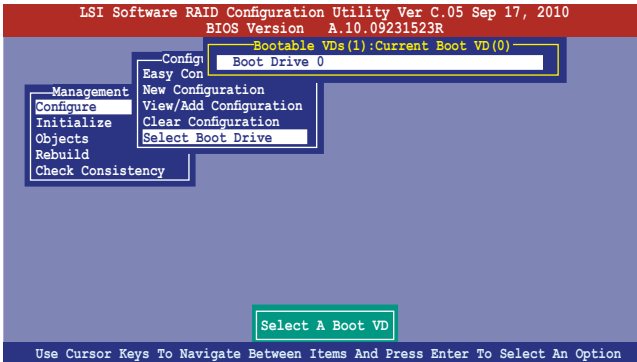 LSI Software RAID Configuration Utility Ver C.05 Sep 17, 2010
BIOS Version A.10.09231523R
Bootable VDs(1):Current Boot VD(0)
Boot Drive 0
Config
Easy Con
New Configuration
View/Add Configuration
Clear Configuration
Select Boot Drive
Management
Configure
Initialize
Objects
Rebuild
Check Consistency
Select A Boot VD
Use Cursor Keys To Navigate Between Items And Press Enter To Select An Option